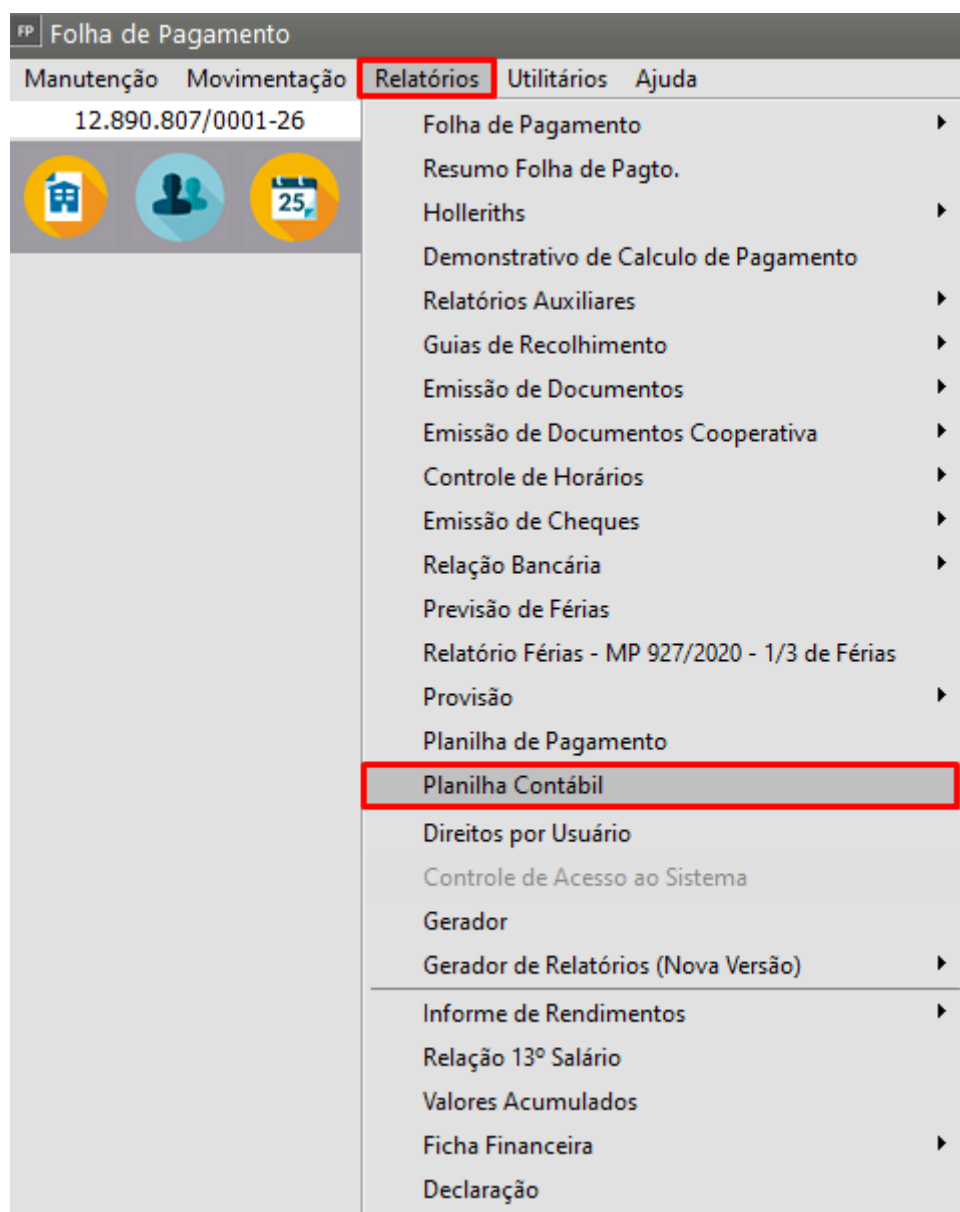 FP Folha de Pagamento
Manutenção Movimentação Relatórios Utilitários Ajuda
12.890.807/0001-26
25
Folha de Pagamento
Resumo Folha de Pagto.
Holleriths
Demonstrativo de Calculo de Pagamento
Relatórios Auxiliares
Guias de Recolhimento
Emissão de Documentos
Emissão de Documentos Cooperativa
Controle de Horários
Emissão de Cheques
Relação Bancária
Previsão de Férias
Relatório Férias - MP 927/2020 - 1/3 de Férias
Provisão
Planilha de Pagamento
Planilha Contábil
Direitos por Usuário
Controle de Acesso ao Sistema
Gerador
Gerador de Relatórios (Nova Versão)
Informe de Rendimentos
Relação 13º Salário
Valores Acumulados
Ficha Financeira
Declaração